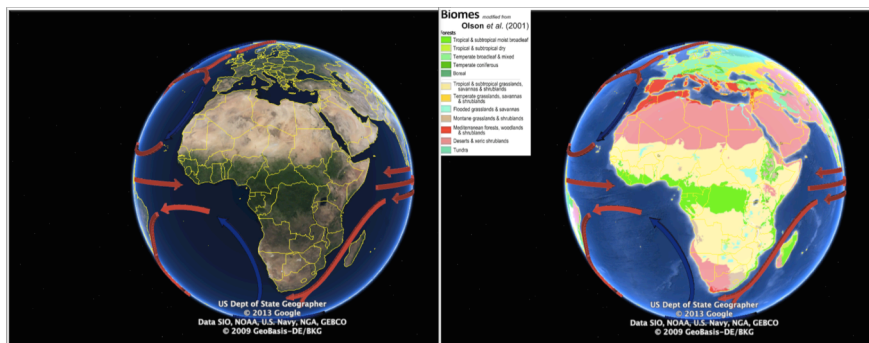 US Dept of State Geographer
© 2013 Google
Data SIO, NOAA, U.S. Navy, NGA, GEBCO
© 2009 GeoBasis-DE/BKG
Biomes modified from
Olson et al. (2001)
Forests
Tropical & subtropical moist broadleaf
Tropical & subtropical dry
Temperate broadleaf & mixed
Temperate coniferous
Boreal
Tropical & subtropical grasslands,
savannas & shrublands
Temperate grasslands, savannas
& shrublands
Flooded grasslands & savannas
Montane grasslands & shrublands
Mediterranean forests, woodlands
& shrublands
Deserts & xeric shrublands
Tundra
US Dept of State Geographer
© 2013 Google
Data SIO, NOAA, U.S. Navy, NGA, GEBCO
© 2009 GeoBasis-DE/BKG